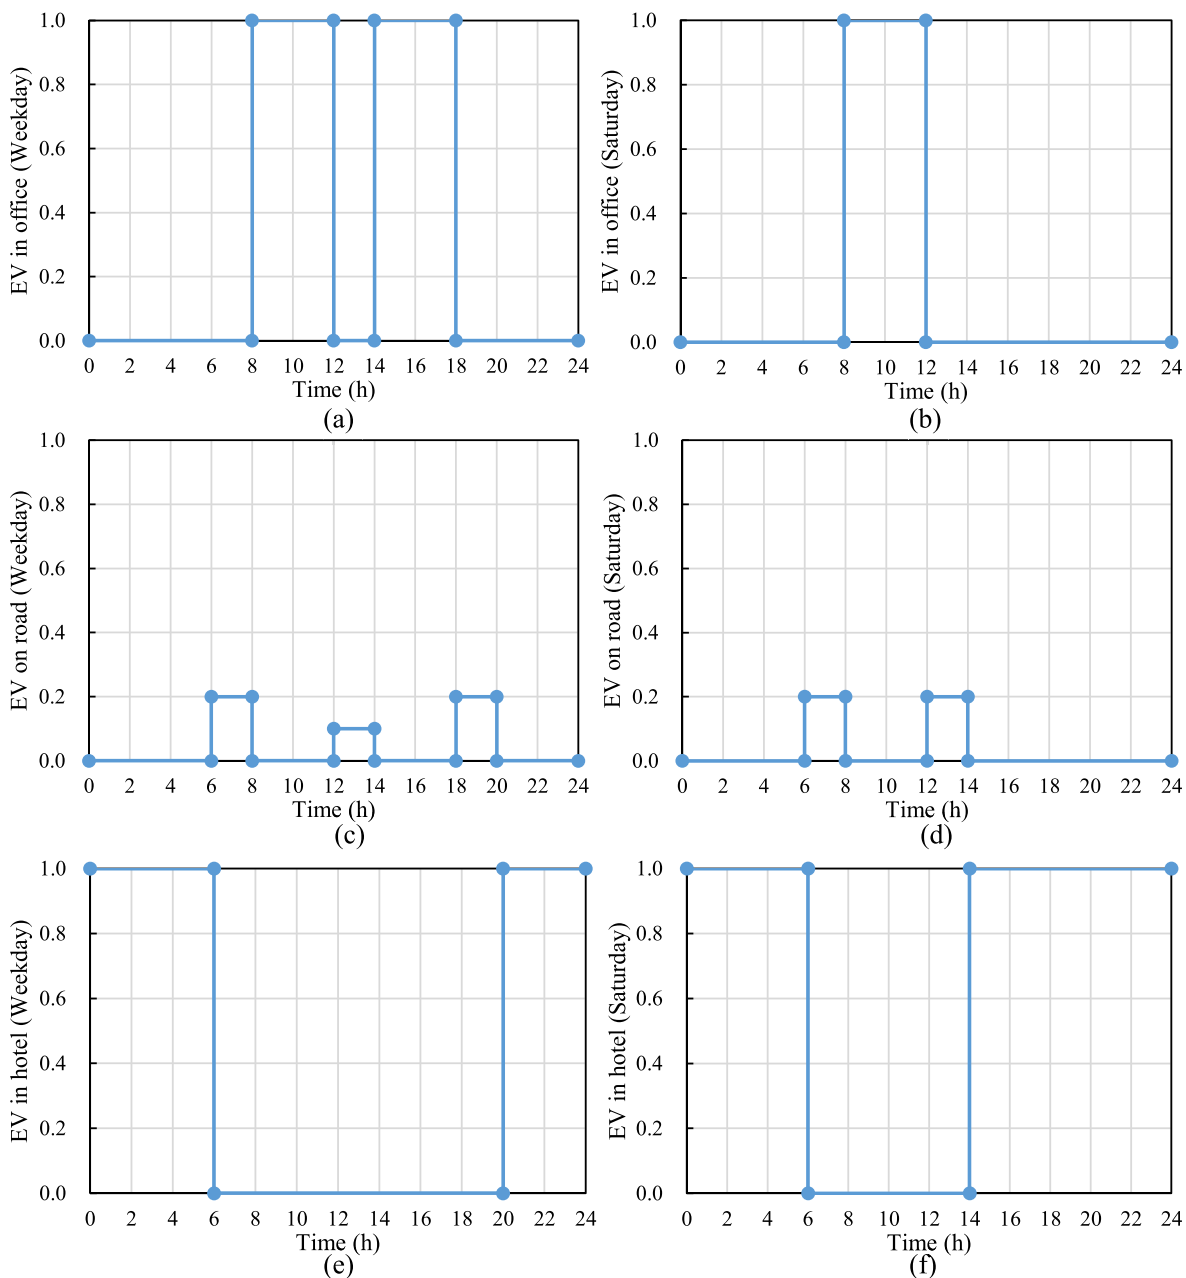 EV in office (Weekday)
1.0
0.8
0.6
0.4
0.2
0.0
0 2 4 6 8 10 12 14 16 18 20 22 24
Time (h)
(a)
EV in office (Saturday)
1.0
0.8
0.6
0.4
0.2
0.0
0 2 4 6 8 10 12 14 16 18 20 22 24
Time (h)
(b)
EV on road (Weekday)
1.0
0.8
0.6
0.4
0.2
0.0
0 2 4 6 8 10 12 14 16 18 20 22 24
Time (h)
(c)
EV on road (Saturday)
1.0
0.8
0.6
0.4
0.2
0.0
0 2 4 6 8 10 12 14 16 18 20 22 24
Time (h)
(d)
EV in hotel (Weekday)
1.0
0.8
0.6
0.4
0.2
0.0
0 2 4 6 8 10 12 14 16 18 20 22 24
Time (h)
(e)
EV in hotel (Saturday)
1.0
0.8
0.6
0.4
0.2
0.0
0 2 4 6 8 10 12 14 16 18 20 22 24
Time (h)
(f)